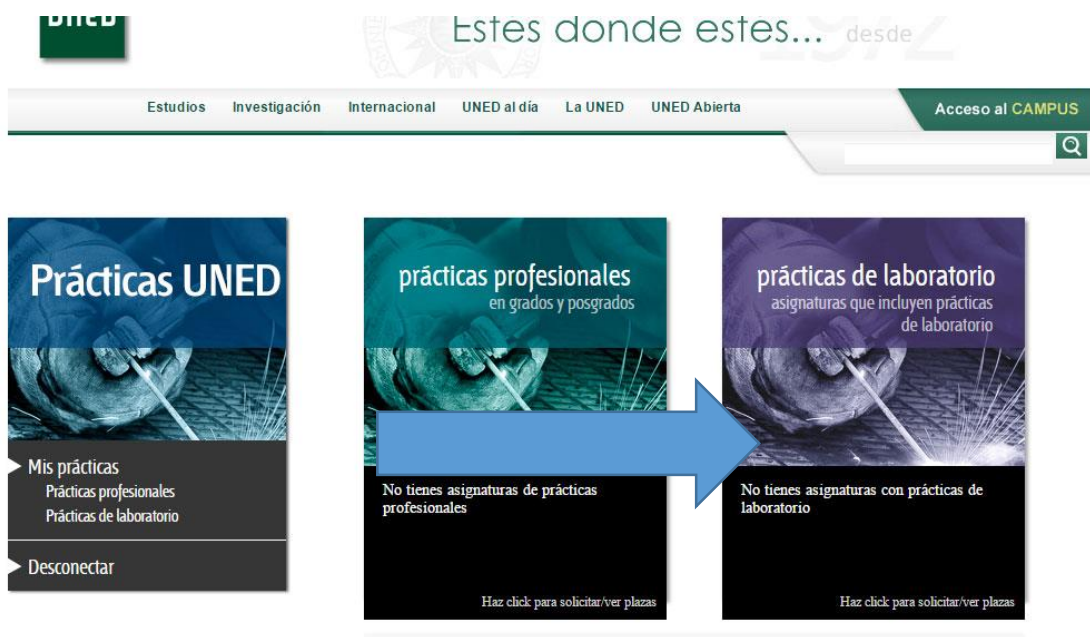 UNED
Estes donde estes... desde 1972
Estudios Investigación Internacional UNED al día La UNED UNED Abierta Acceso al CAMPUS
Prácticas UNED
Mis prácticas
Prácticas profesionales
Prácticas de laboratorio
Desconectar
prácticas profesionales
en grados y posgrados
No tienes asignaturas de prácticas
profesionales
Haz click para solicitar/ver plazas
prácticas de laboratorio
asignaturas que incluyen prácticas
de laboratorio
No tienes asignaturas con prácticas de
laboratorio
Haz click para solicitar/ver plazas